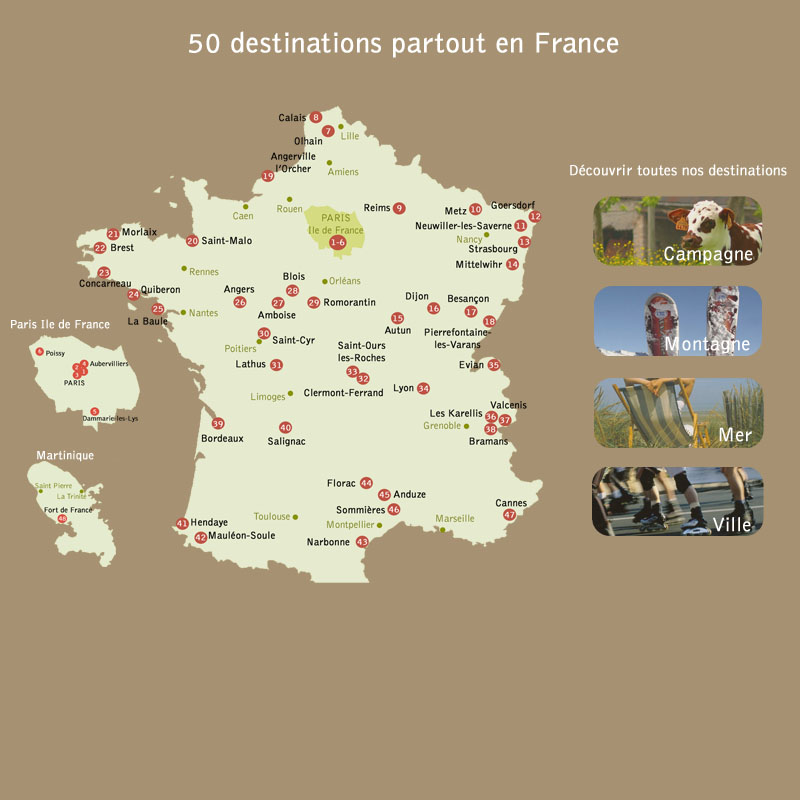 50 destinations partout en France
Calais 8
7
Olhain
Lille
Angerville
l'Orcher
19
Amiens
Rouen
Caen
PARIS
Ile de France
1-6
Reims 9
Metz 10
Goersdorf
12
Neuwiller-les-Saverne 11
Nancy
13
Strasbourg
Mittelwihr 14
21 Morlaix
22 Brest
20 Saint-Malo
23
Concarneau
24 Quiberon
25
La Baule
Rennes
Nantes
Angers
26
Blois
28
27
Amboise
29 Romorantin
Orléans
Dijon
16
Besançon
17
18
15
Autun
Pierrefontaine-
les-Varans
30
Saint-Cyr
Poitiers
Lathus 31
Saint-Ours
les-Roches
33
32
Clermont-Ferrand
Evian 35
Lyon 34
Limoges
Valcenis
Les Karellis 36
37
38
Bramans
Grenoble
39
Bordeaux
40
Salignac
Florac 44
45 Anduze
Sommières 46
Cannes
47
Toulouse
Montpellier
Marseille
41 Hendaye
42 Mauléon-Soule
Narbonne 43
Paris Ile de France
6 Poissy
Aubervilliers
PARIS
5
Dammarie-les-Lys
Martinique
Saint Pierre
La Trinité
Fort de France
48
Découvrir toutes nos destinations
Campagne
Montagne
Mer
Ville